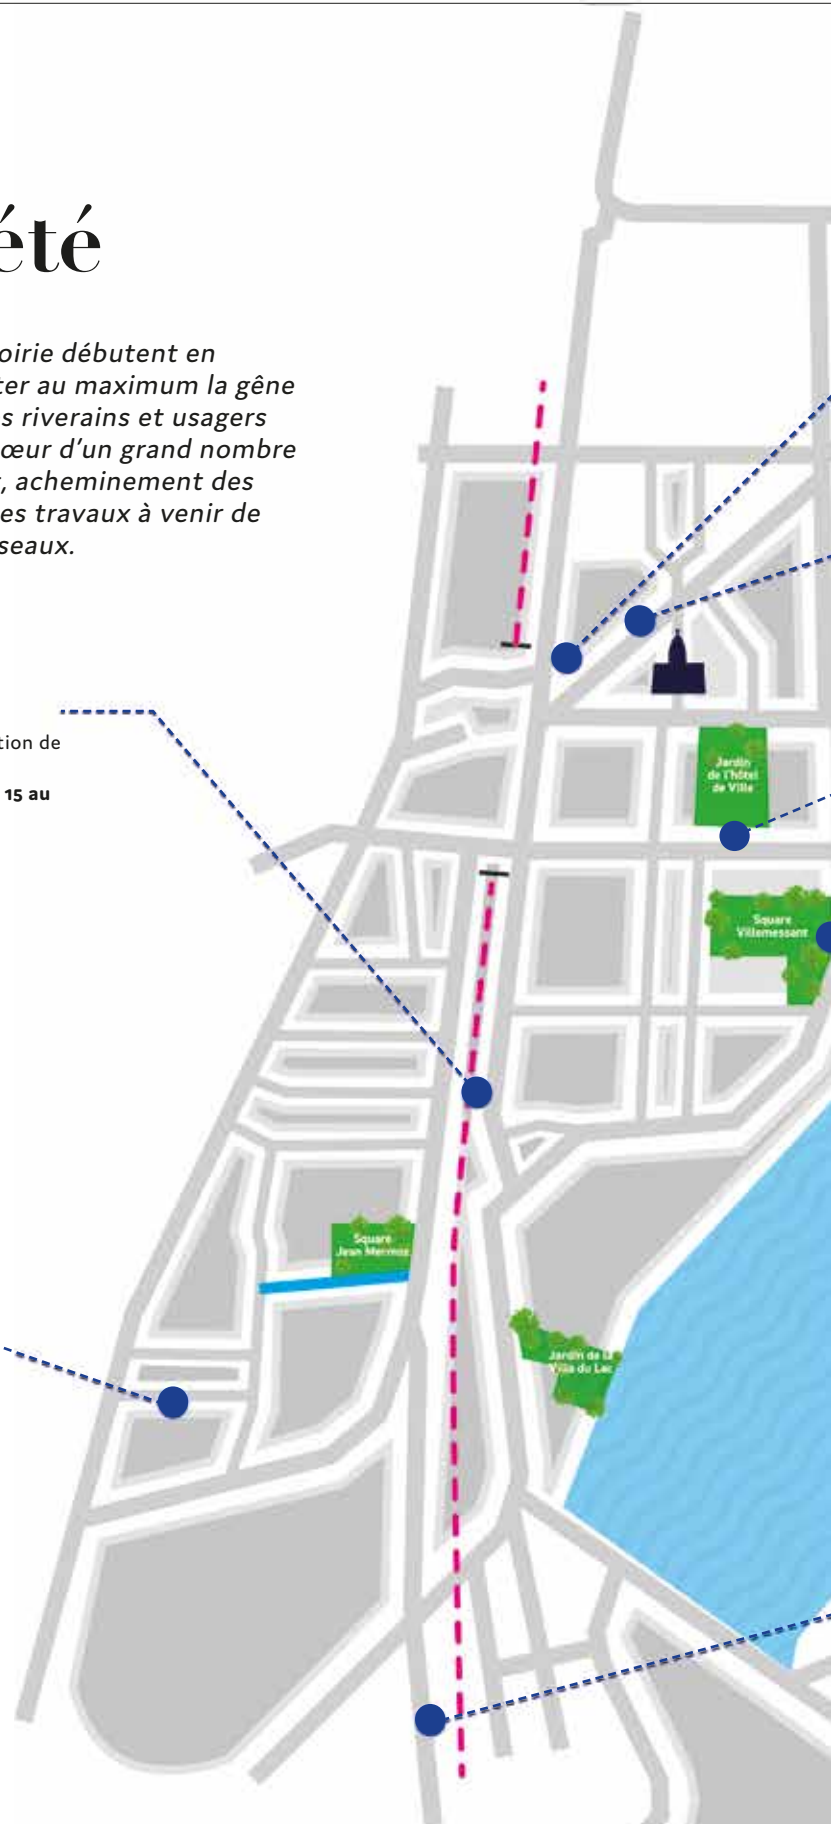 été
oirie débutent en
ter au maximum la gêne
s riverains et usagers
œur d'un grand nombre
, acheminement des
es travaux à venir de
seaux.
tion de
15 au
Jardin
de l'hôtel
de Ville
Square
Villemessant
Square
Jean Mermoz
Jardin de la
Villa du Lac